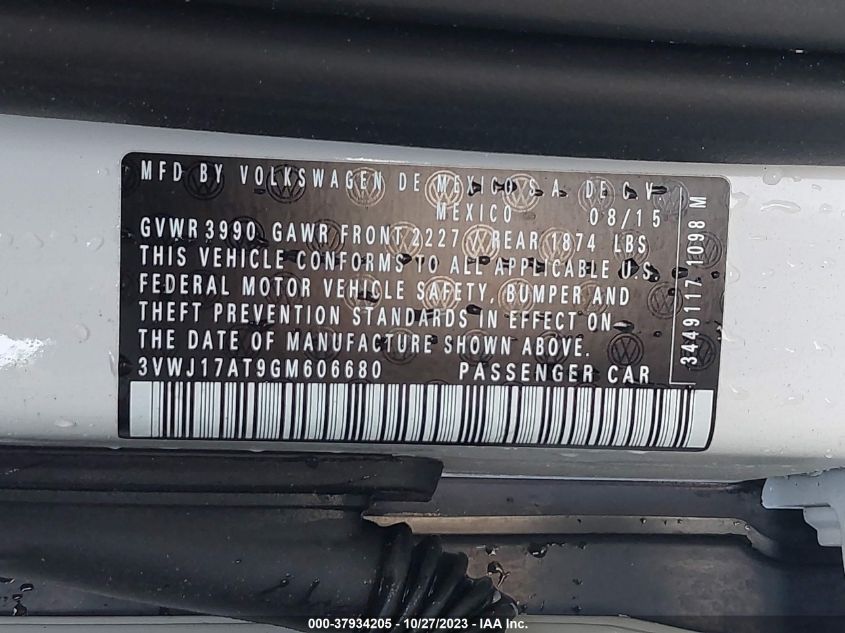 MFD BY VOLKSWAGEN DE MEXICO S.A. DE C.V.
MEXICO 08/15
GVWR 3990 GAWR FRONT 2227 REAR 1874 LBS
THIS VEHICLE CONFORMS TO ALL APPLICABLE U.S.
FEDERAL MOTOR VEHICLE SAFETY, BUMPER AND
THEFT PREVENTION STANDARDS IN EFFECT ON
THE DATE OF MANUFACTURE SHOWN ABOVE.
3VWJ17AT9GM606680 PASSENGER CAR
3449117 1098 M
000-37934205 - 10/27/2023 - IAA Inc.